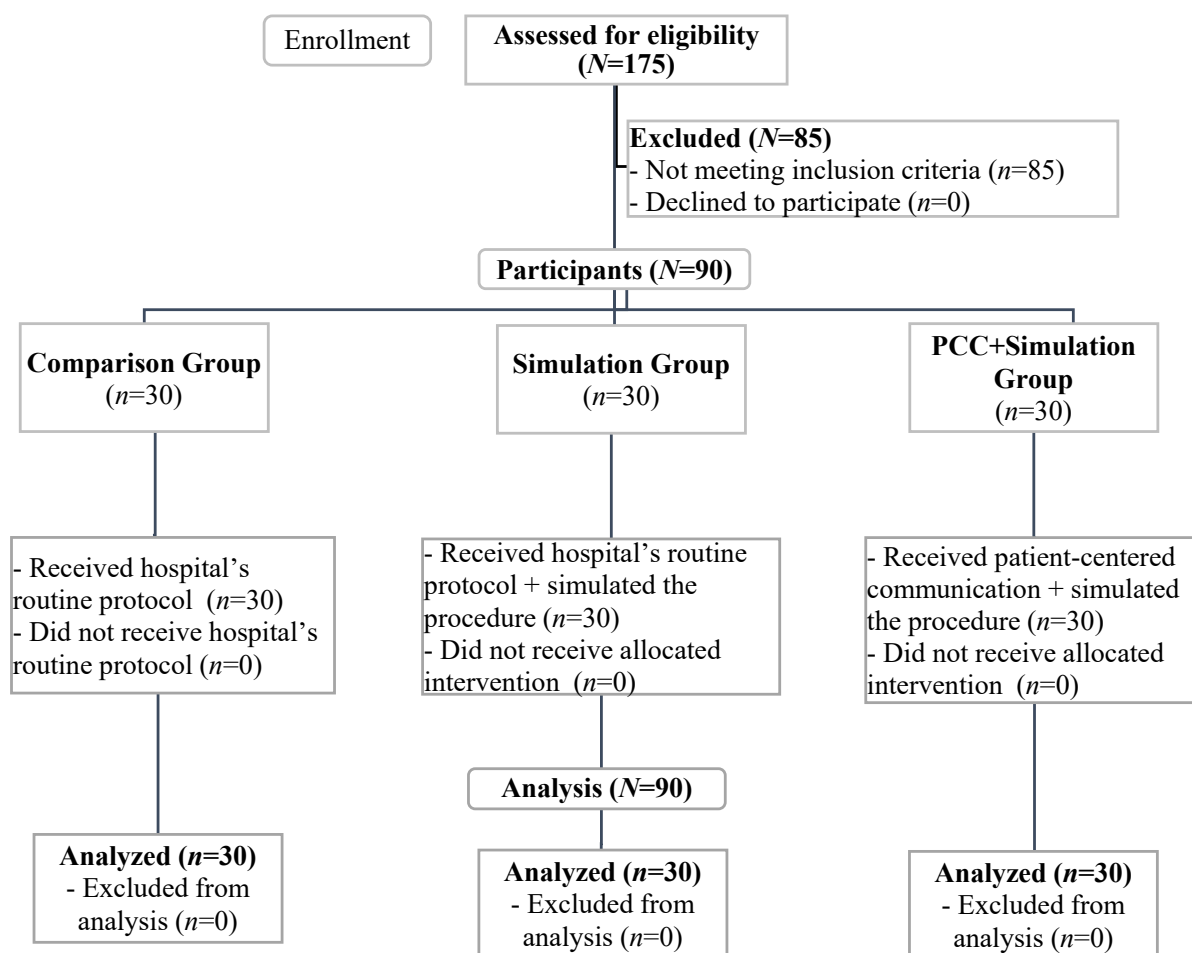 Enrollment
Assessed for eligibility
(N=175)
Excluded (N=85)
- Not meeting inclusion criteria (n=85)
- Declined to participate (n=0)
Participants (N=90)
Comparison Group
(n=30)
Simulation Group
(n=30)
PCC+Simulation
Group
(n=30)
- Received hospital's
routine protocol (n=30)
- Did not receive hospital's
routine protocol (n=0)
- Received hospital's routine
protocol + simulated the
procedure (n=30)
- Did not receive allocated
intervention (n=0)
- Received patient-centered
communication + simulated
the procedure (n=30)
- Did not receive allocated
intervention (n=0)
Analysis (N=90)
Analyzed (n=30)
- Excluded from
analysis (n=0)
Analyzed (n=30)
- Excluded from
analysis (n=0)
Analyzed (n=30)
- Excluded from
analysis (n=0)